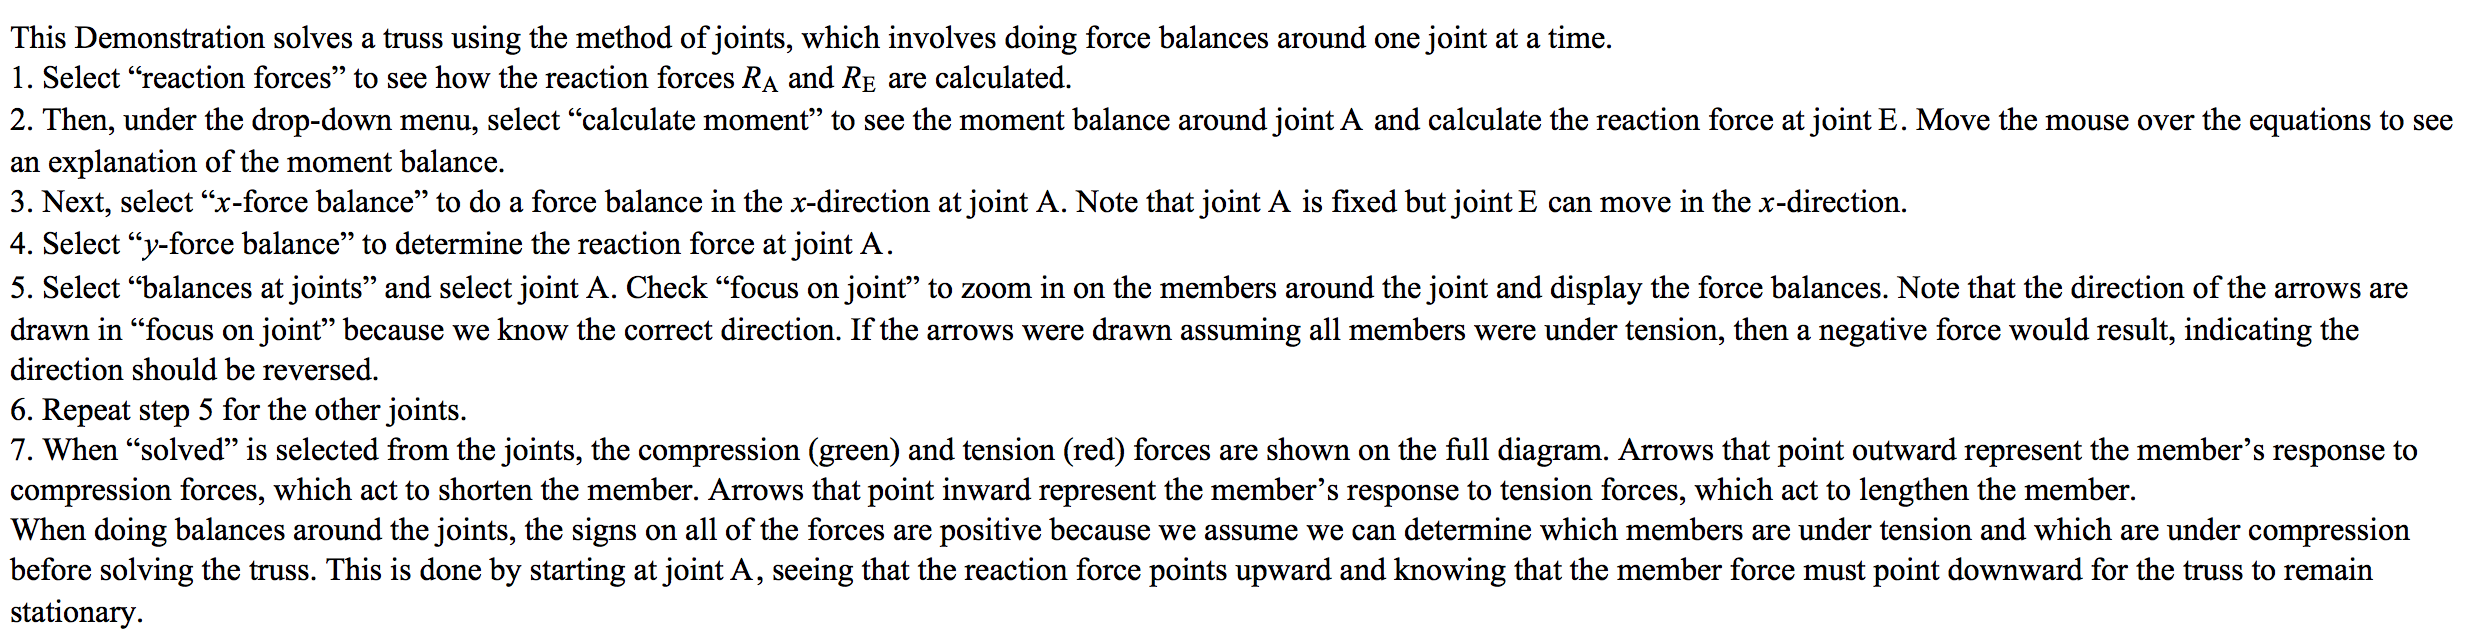 This Demonstration solves a truss using the method of joints, which involves doing force balances around one joint at a time.
1. Select “reaction forces” to see how the reaction forces RA and RE are calculated.
2. Then, under the drop-down menu, select “calculate moment” to see the moment balance around joint A and calculate the reaction force at joint E. Move the mouse over the equations to see
an explanation of the moment balance.
3. Next, select “x-force balance” to do a force balance in the x-direction at joint A. Note that joint A is fixed but joint E can move in the x-direction.
4. Select “y-force balance” to determine the reaction force at joint A.
5. Select “balances at joints” and select joint A. Check “focus on joint” to zoom in on the members around the joint and display the force balances. Note that the direction of the arrows are
drawn in “focus on joint” because we know the correct direction. If the arrows were drawn assuming all members were under tension, then a negative force would result, indicating the
direction should be reversed.
6. Repeat step 5 for the other joints.
7. When “solved” is selected from the joints, the compression (green) and tension (red) forces are shown on the full diagram. Arrows that point outward represent the member’s response to
compression forces, which act to shorten the member. Arrows that point inward represent the member’s response to tension forces, which act to lengthen the member.
When doing balances around the joints, the signs on all of the forces are positive because we assume we can determine which members are under tension and which are under compression
before solving the truss. This is done by starting at joint A, seeing that the reaction force points upward and knowing that the member force must point downward for the truss to remain
stationary.